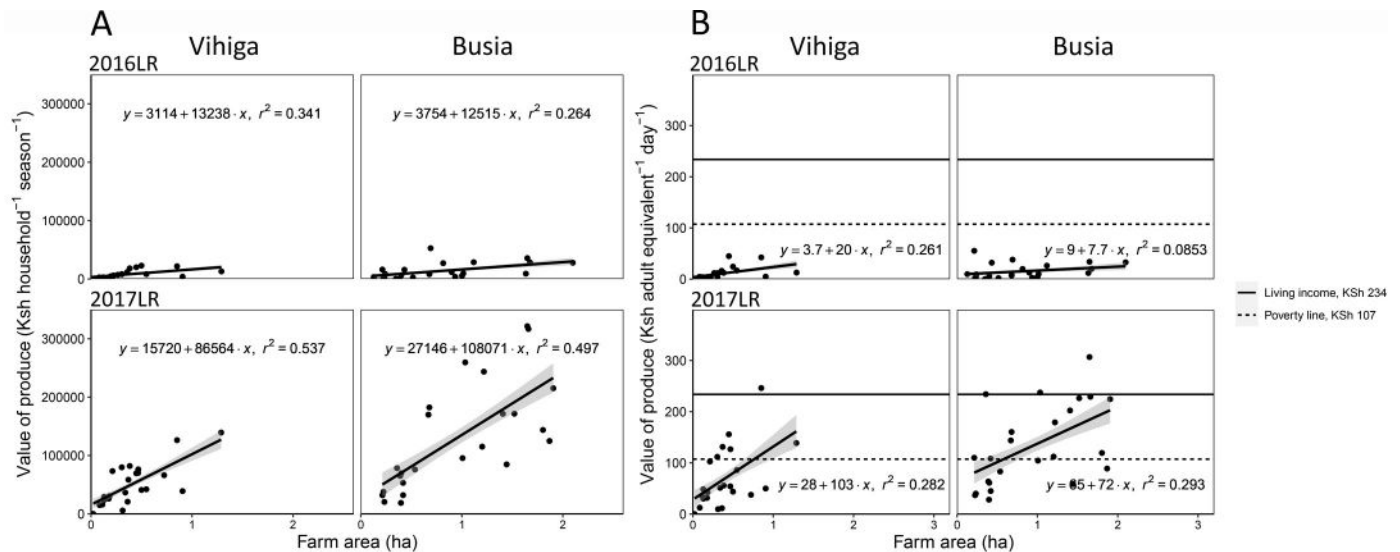 A
B
Vihiga Busia
Vihiga Busia
2016LR
2016LR
y = 3114 + 13238 · x, r² = 0.341
y = 3754 + 12515 · x, r² = 0.264
y = 3.7 + 20 · x, r² = 0.261
y = 9 + 7.7 · x, r² = 0.0853
300000
200000
100000
0
300
200
100
0
2017LR
2017LR
y = 15720 + 86564 · x, r² = 0.537
y = 27146 + 108071 · x, r² = 0.497
y = 28 + 103 · x, r² = 0.282
y = 65 + 72 · x, r² = 0.293
300000
200000
100000
0
300
200
100
0
0 1 2 0 1 2
0 1 2 3 0 1 2 3
Farm area (ha)
Farm area (ha)
Value of produce (Ksh household⁻¹ season⁻¹)
Value of produce (Ksh adult equivalent⁻¹ day⁻¹)
Living income, KSh 234
Poverty line, KSh 107